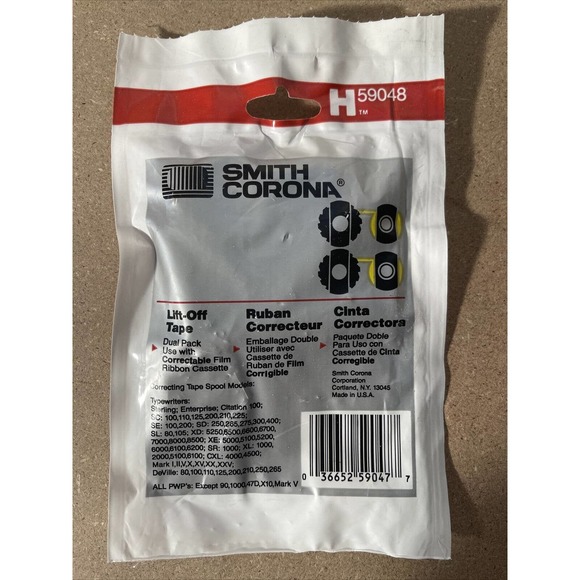 H 59048
TM
SMITH
CORONA®
Lift-Off
Tape
Dual Pack
Use with
Correctable Film
Ribbon Cassette
Ruban
Correcteur
Emballage Double
Utiliser avec
Cassette de
Ruban de Film
Corrigible
Cinta
Correctora
Paquete Doble
Para Uso con
Cassette de Cinta
Corregible
Smith Corona
Corporation
Cortland, N.Y. 13045
Made in U.S.A.
Correcting Tape Spool Models:
Typewriters:
Sterling; Enterprise; Citation 100;
SC: 100,110,125,200,210,225;
SE: 100,200; SD: 250,265,275,300,400;
SL: 80,105; XD: 5250,6500,6600,6700,
7000,8000,8500; XE: 5000,5100,5200
6000,6100,6200; SR: 1000; XL: 1000,
2000,5100,6100; CXL: 4000,4500;
Mark I,II,V,X,XV,XX,XXV;
DeVille: 80,100,110,125,200,210,250,265
ALL PWP's: Except 90,1000,47D,X10,Mark V
0 36652 59047 7